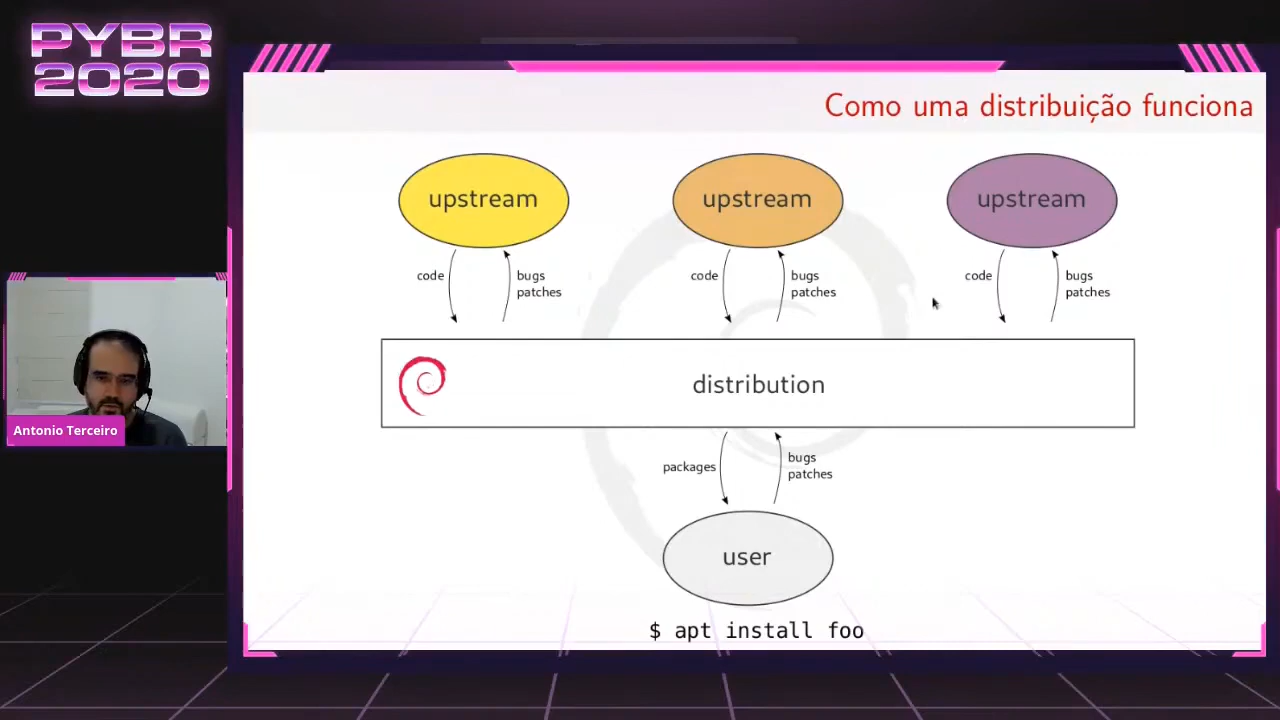 PYBR
2020
Como uma distribuição funciona
upstream
upstream
upstream
code
bugs
patches
code
bugs
patches
code
bugs
patches
distribution
packages
bugs
patches
user
$ apt install foo
Antonio Terceiro